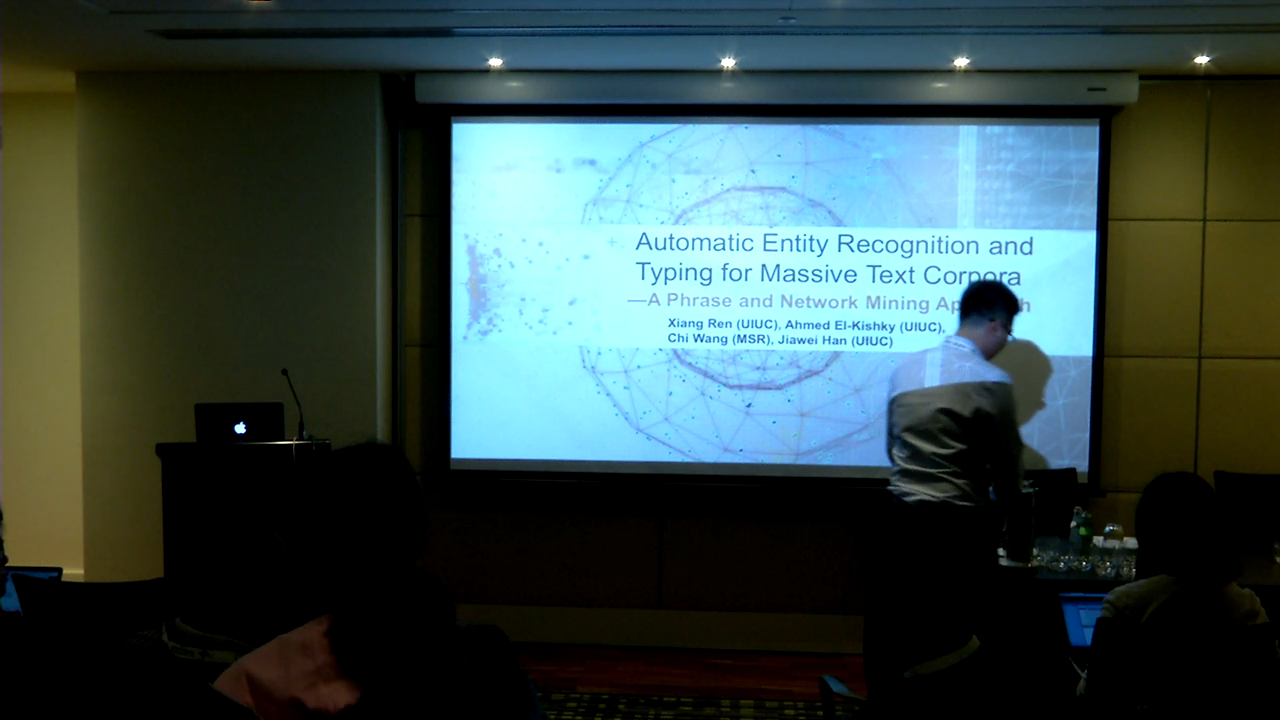 Automatic Entity Recognition and
Typing for Massive Text Corpora
—A Phrase and Network Mining
Xiang Ren (UIUC), Ahmed El-Kishky (UIUC),
Chi Wang (MSR), Jiawei Han (UIUC)